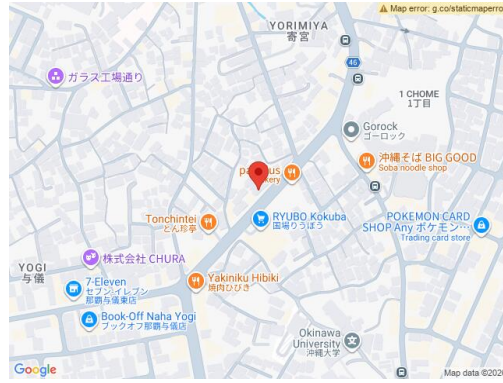 Map error: g.co/staticmaperro
YORIMIYA
寄宮
46
ガラス工場通り
1 CHOME
1丁目
Gorock
ゴーロック
沖縄そば BIG GOOD
Soba noodle shop
Tonchintei
とん珍亭
RYUBO Kokuba
国場りうぼう
POKEMON CARD
SHOP Any ポケモン…
Trading card store
株式会社 CHURA
YOGI
与儀
7-Eleven
セブン-イレブン
那覇与儀東店
Yakiniku Hibiki
焼肉ひびき
Book-Off Naha Yogi
ブックオフ那覇与儀店
Okinawa
University
沖縄大学
Google
Map data ©202